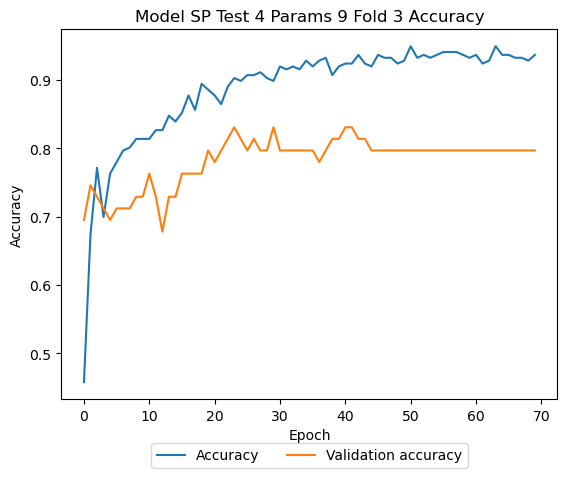 Model SP Test 4 Params 9 Fold 3 Accuracy
Accuracy
0.9
0.8
0.7
0.6
0.5
0 10 20 30 40 50 60 70
Epoch
Accuracy Validation accuracy